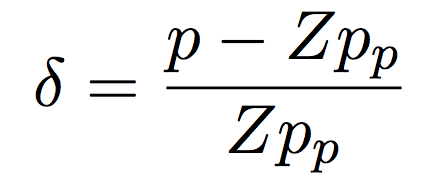 δ = (p − Zp_p) / (Zp_p)